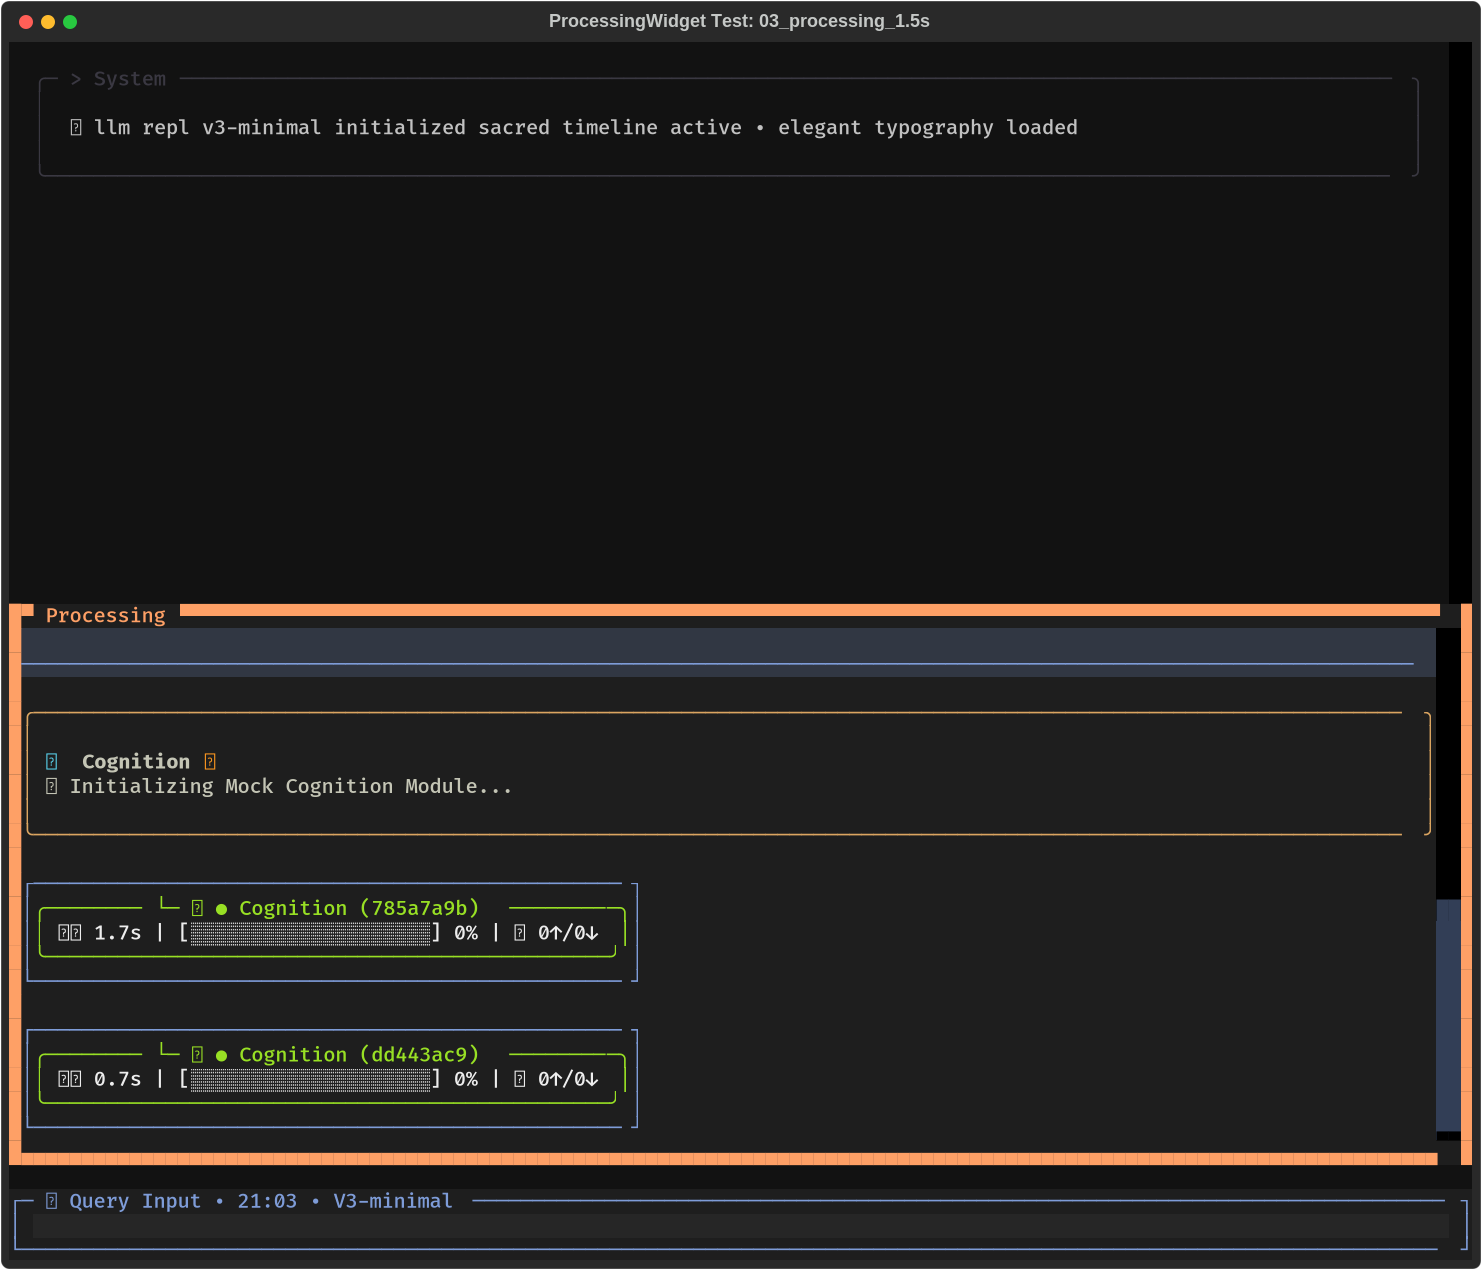 ProcessingWidget Test: 03_processing_1.5s
> System
llm repl v3-minimal initialized sacred timeline active • elegant typography loaded
Processing
Cognition
Initializing Mock Cognition Module...
└─ ● Cognition (785a7a9b)
1.7s | [░░░░░░░░░░░░░░░░░░░░] 0% | 0↑/0↓
└─ ● Cognition (dd443ac9)
0.7s | [░░░░░░░░░░░░░░░░░░░░] 0% | 0↑/0↓
Query Input • 21:03 • V3-minimal